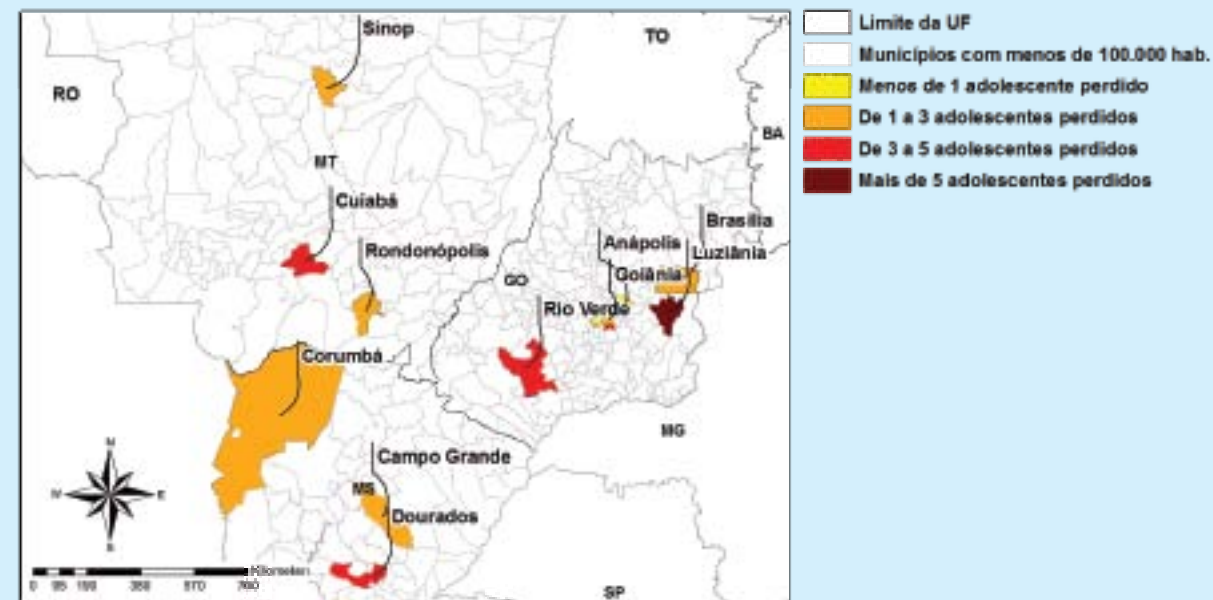 Sinop
TO
RO
BA
MT
Cuiabá
Brasília
Anápolis
Luziânia
Rondonópolis
Goiânia
GO
Rio Verde
Corumbá
MG
Campo Grande
MS
Dourados
SP
N
W
E
S
0 95 190 380 570 760
Limite da UF
Municípios com menos de 100.000 hab.
Menos de 1 adolescente perdido
De 1 a 3 adolescentes perdidos
De 3 a 5 adolescentes perdidos
Mais de 5 adolescentes perdidos